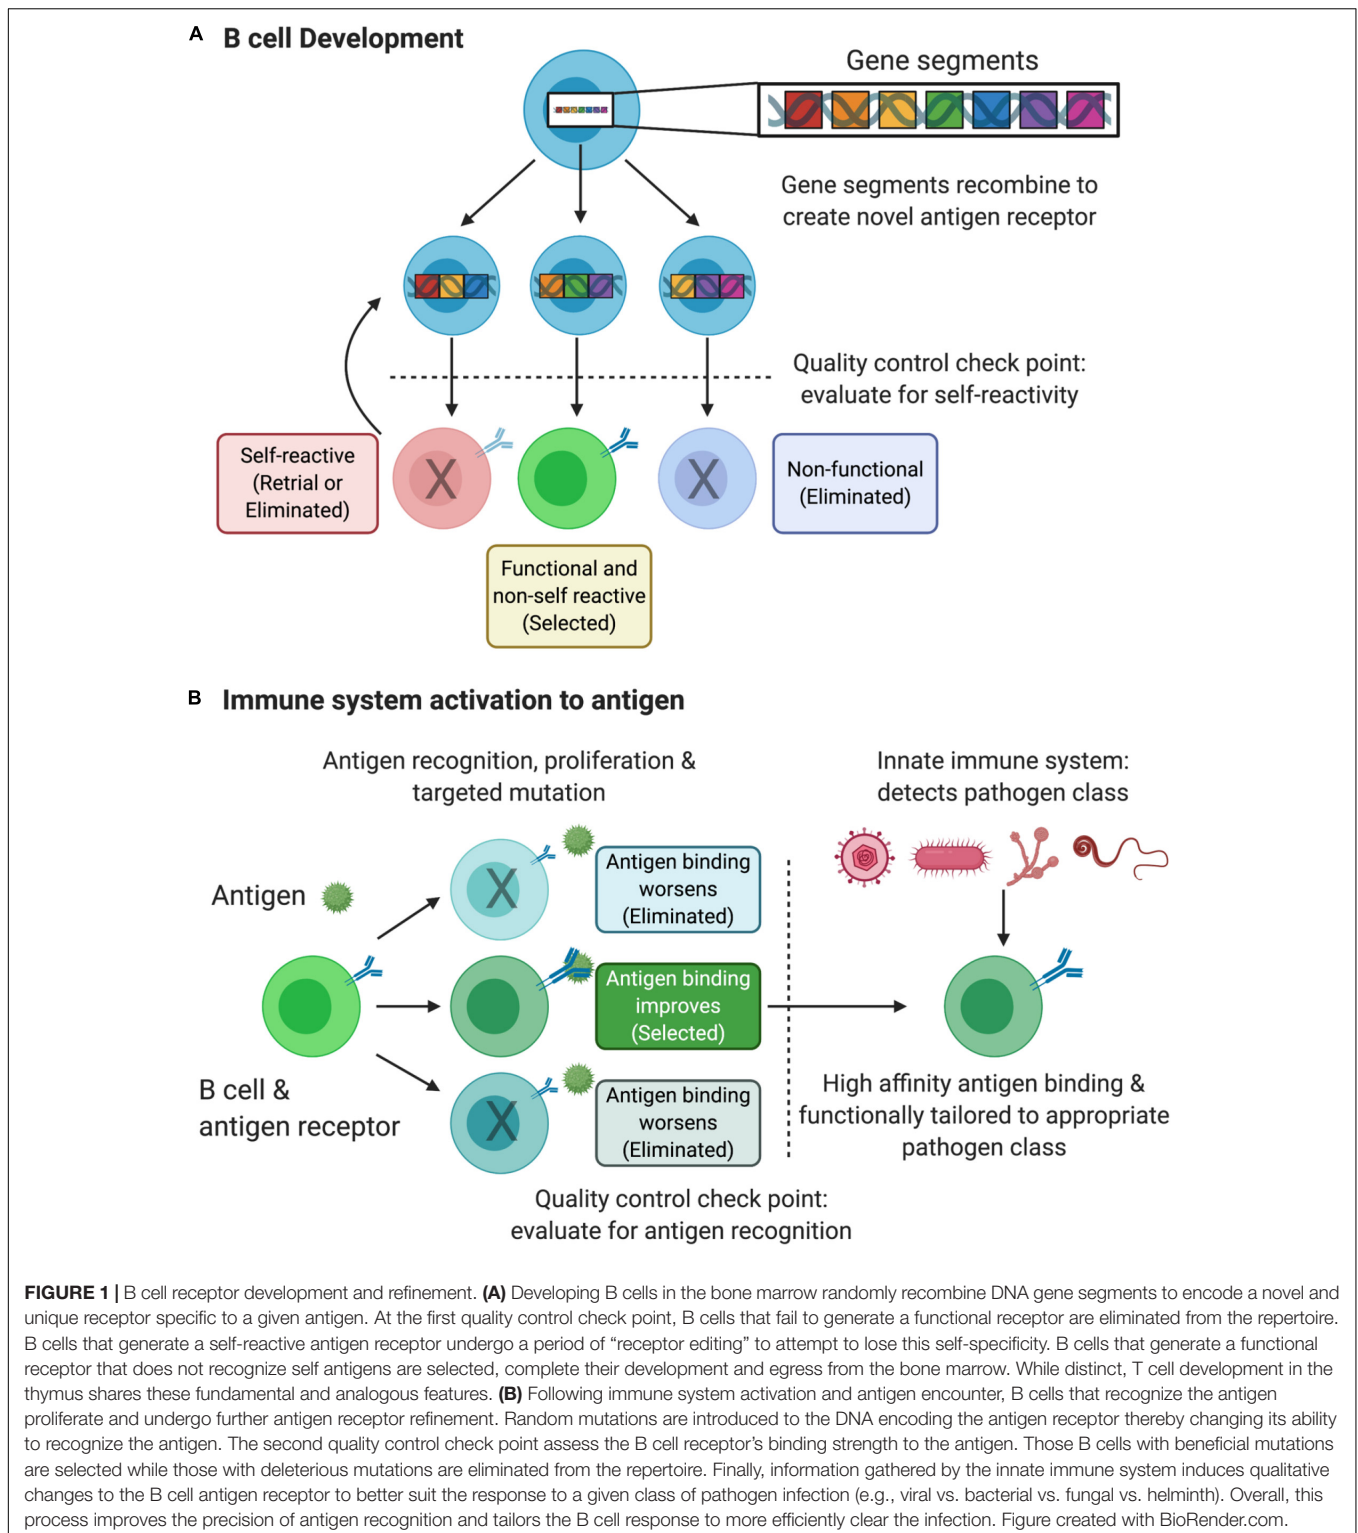 A B cell Development
Gene segments
Gene segments recombine to
create novel antigen receptor
Quality control check point:
evaluate for self-reactivity
Self-reactive
(Retrial or
Eliminated)
X
X
Non-functional
(Eliminated)
Functional and
non-self reactive
(Selected)
B Immune system activation to antigen
Antigen recognition, proliferation &
targeted mutation
Innate immune system:
detects pathogen class
Antigen
X
Antigen binding
worsens
(Eliminated)
Antigen binding
improves
(Selected)
B cell &
antigen receptor
X
Antigen binding
worsens
(Eliminated)
High affinity antigen binding &
functionally tailored to appropriate
pathogen class
Quality control check point:
evaluate for antigen recognition
FIGURE 1 | B cell receptor development and refinement. (A) Developing B cells in the bone marrow randomly recombine DNA gene segments to encode a novel and
unique receptor specific to a given antigen. At the first quality control check point, B cells that fail to generate a functional receptor are eliminated from the repertoire.
B cells that generate a self-reactive antigen receptor undergo a period of “receptor editing” to attempt to lose this self-specificity. B cells that generate a functional
receptor that does not recognize self antigens are selected, complete their development and egress from the bone marrow. While distinct, T cell development in the
thymus shares these fundamental and analogous features. (B) Following immune system activation and antigen encounter, B cells that recognize the antigen
proliferate and undergo further antigen receptor refinement. Random mutations are introduced to the DNA encoding the antigen receptor thereby changing its ability
to recognize the antigen. The second quality control check point assess the B cell receptor’s binding strength to the antigen. Those B cells with beneficial mutations
are selected while those with deleterious mutations are eliminated from the repertoire. Finally, information gathered by the innate immune system induces qualitative
changes to the B cell antigen receptor to better suit the response to a given class of pathogen infection (e.g., viral vs. bacterial vs. fungal vs. helminth). Overall, this
process improves the precision of antigen recognition and tailors the B cell response to more efficiently clear the infection. Figure created with BioRender.com.